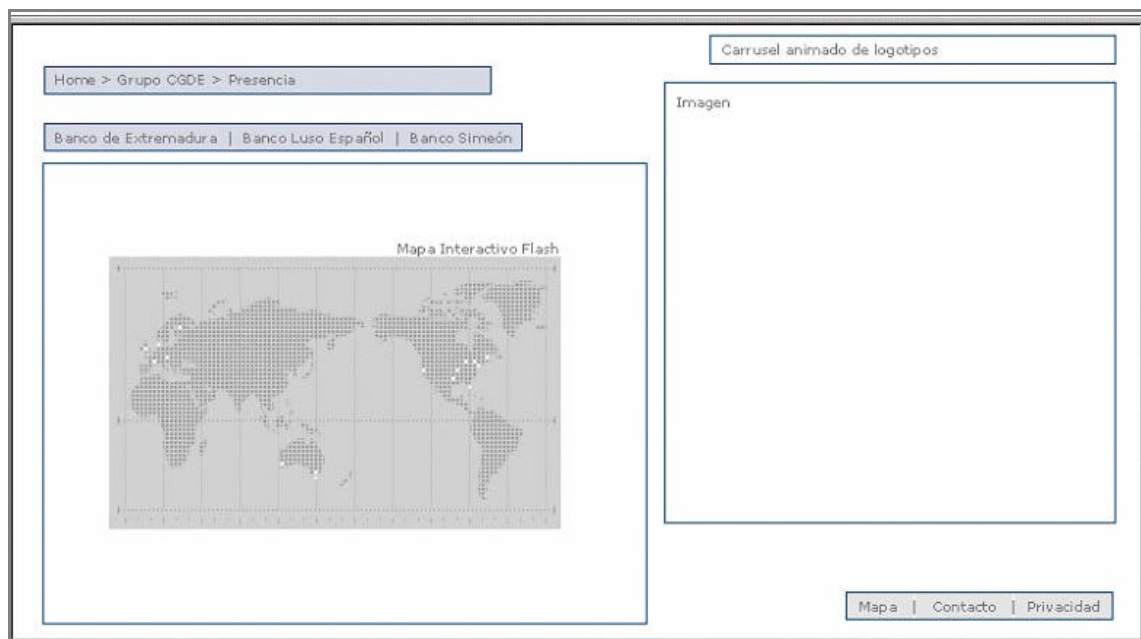 Carrusel animado de logotipos
Home > Grupo CGDE > Presencia
Imagen
Banco de Extremadura | Banco Luso Español | Banco Simeón
Mapa Interactivo Flash
Mapa | Contacto | Privacidad